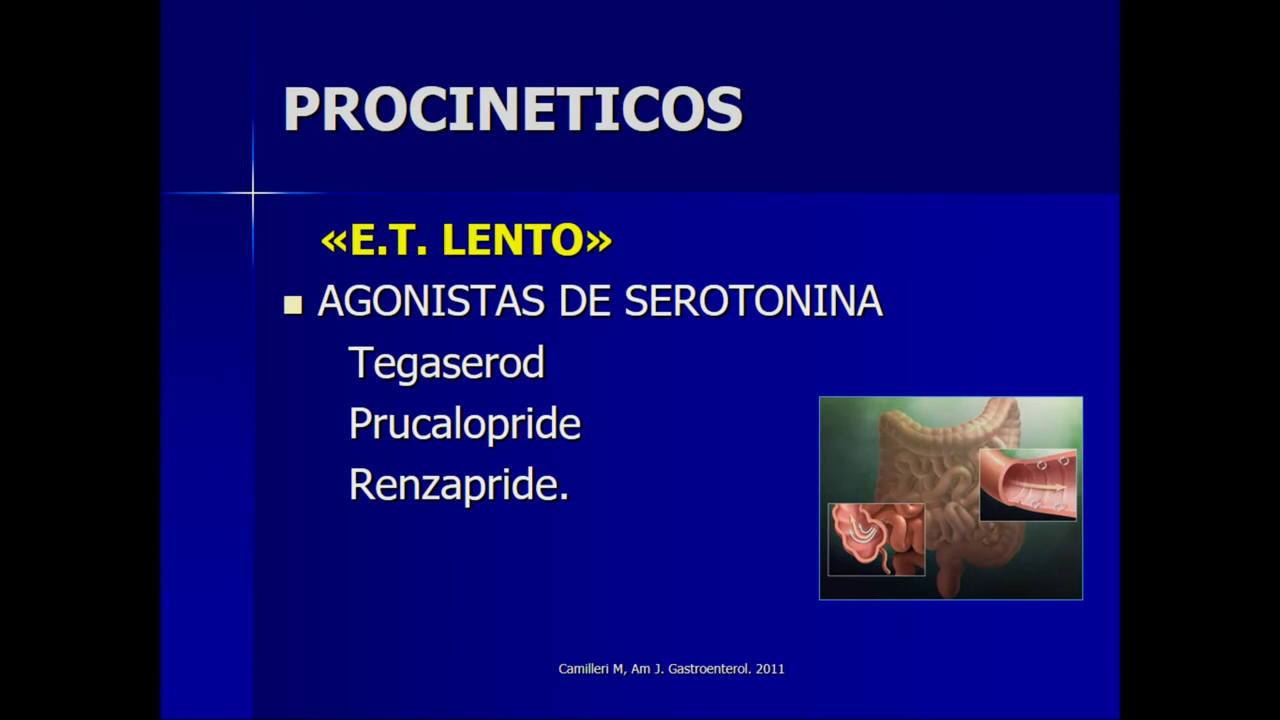 PROCINETICOS
«E.T. LENTO»
AGONISTAS DE SEROTONINA
Tegaserod
Prucalopride
Renzapride.
Camilleri M, Am J. Gastroenterol. 2011